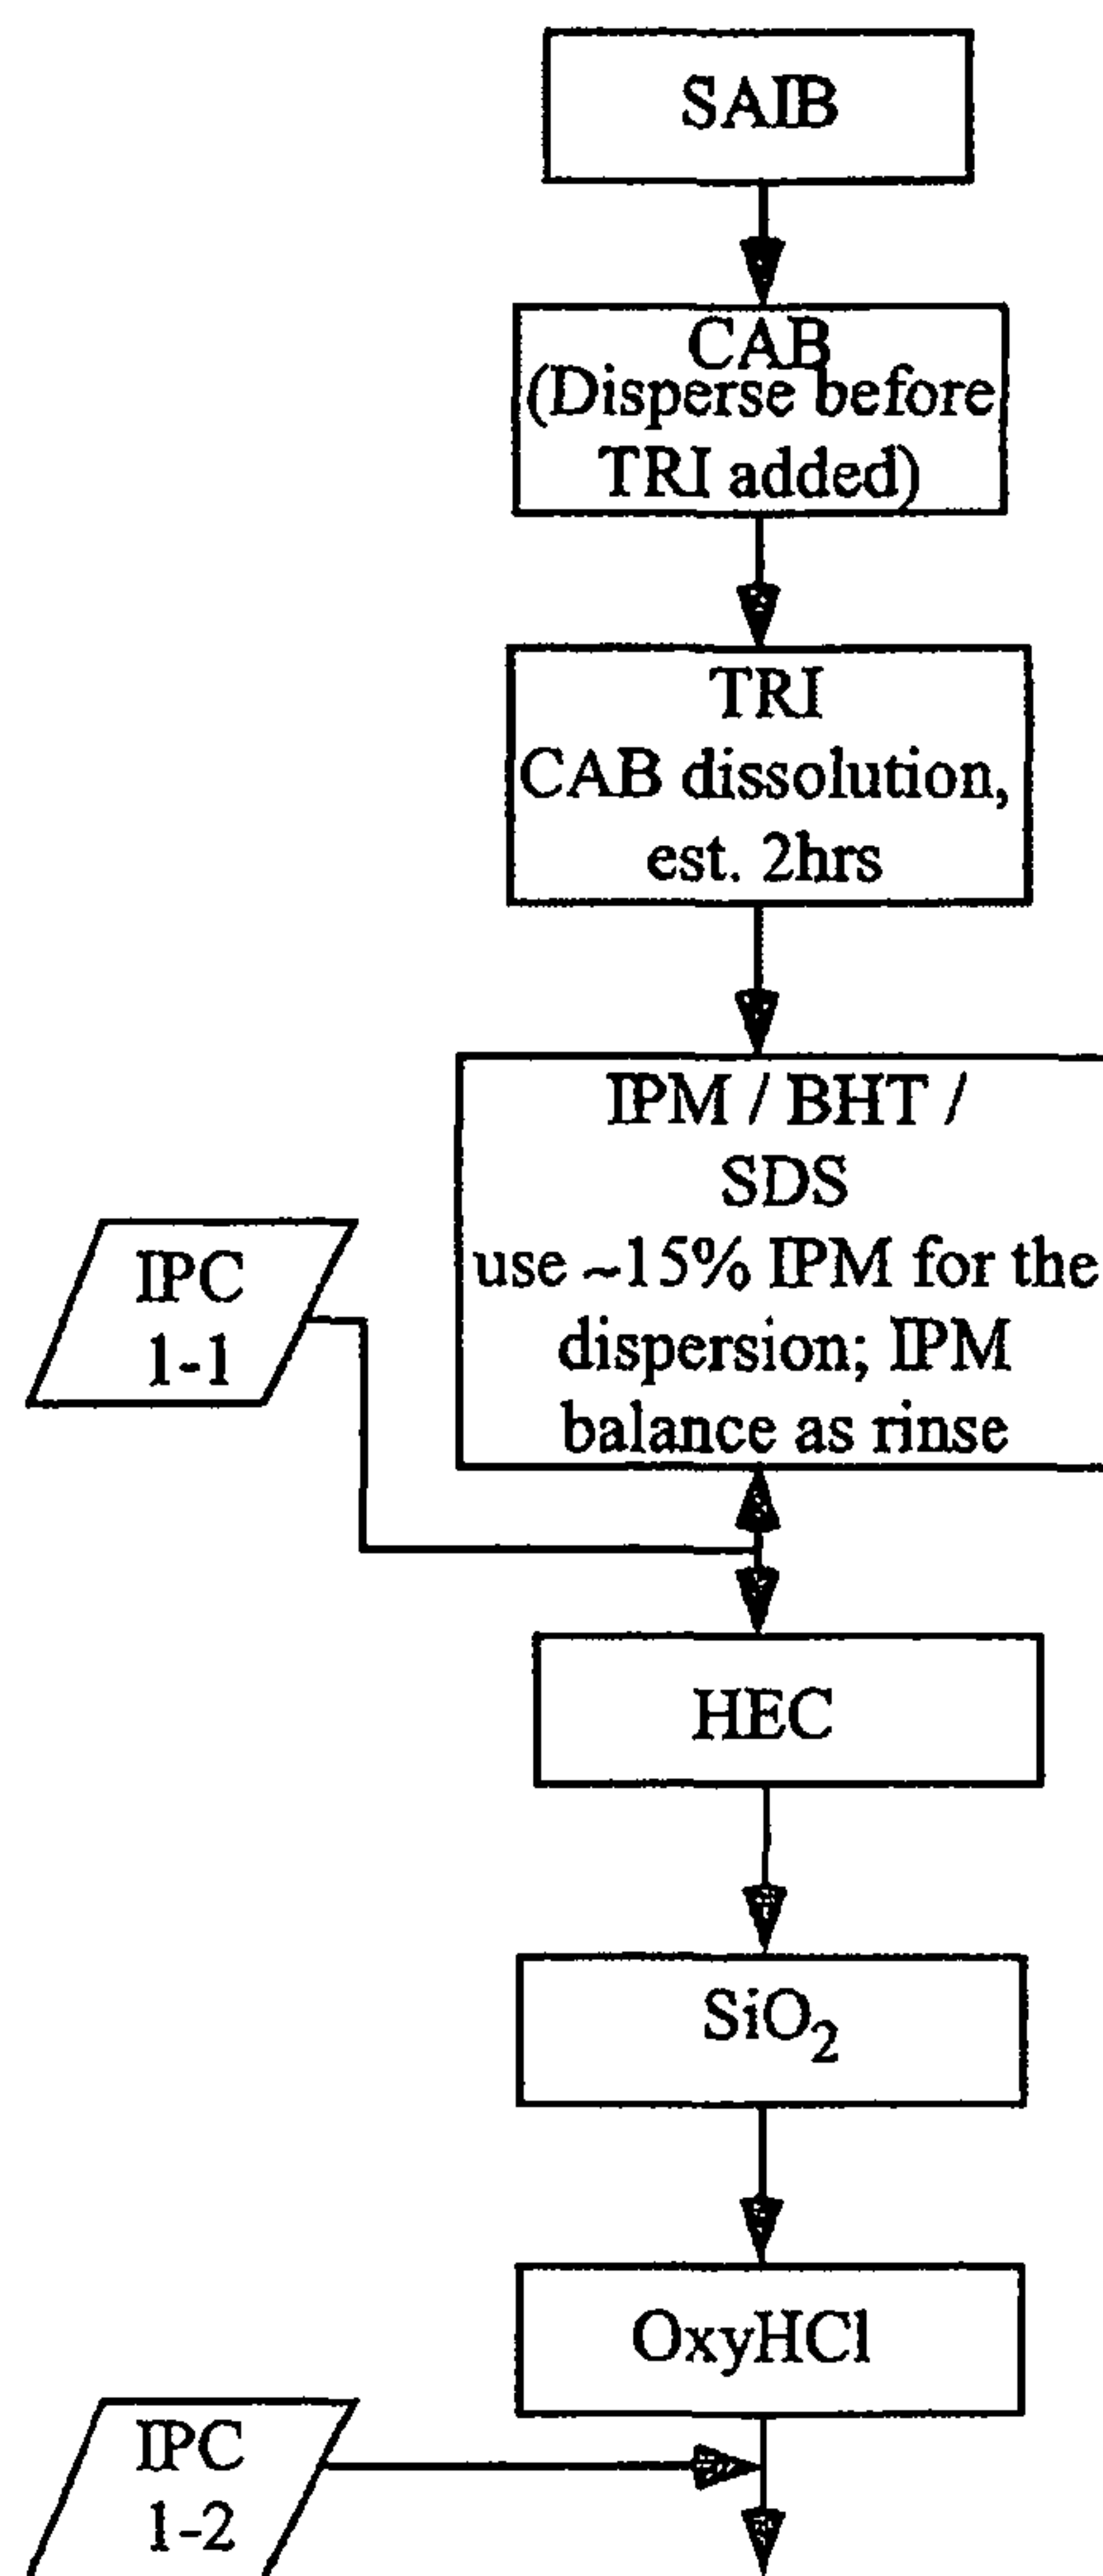 SAIB
CAB
(Disperse before
TRI added)
TRI
CAB dissolution,
est. 2hrs
IPM / BHT /
SDS
use ~15% IPM for the
dispersion; IPM
balance as rinse
IPC
1-1
HEC
SiO₂
OxyHCl
IPC
1-2